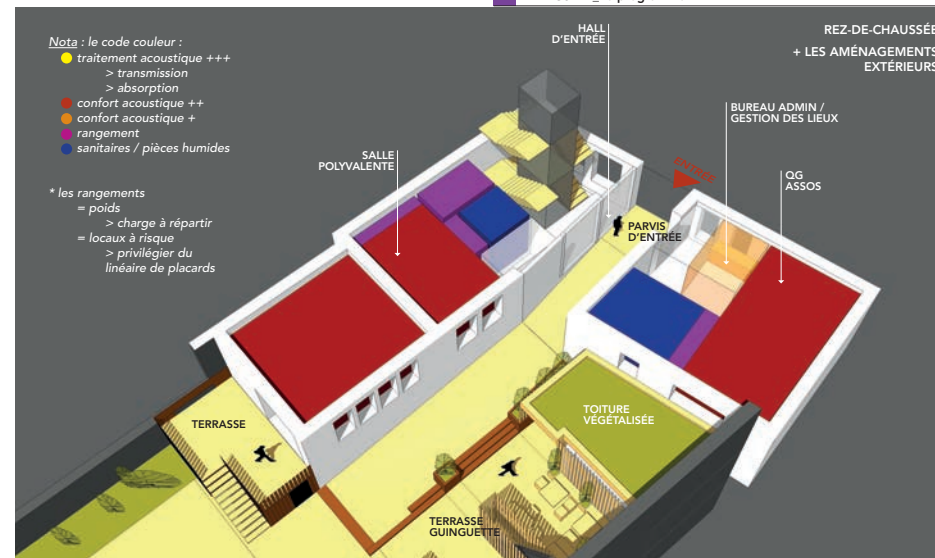 Nota : le code couleur :
traitement acoustique +++
> transmission
> absorption
confort acoustique ++
confort acoustique +
rangement
sanitaires / pièces humides
* les rangements
= poids
> charge à répartir
= locaux à risque
> privilégier du
linéaire de placards
HALL
D'ENTRÉE
REZ-DE-CHAUSSÉE
+ LES AMÉNAGEMENTS
EXTÉRIEURS
BUREAU ADMIN /
GESTION DES LIEUX
SALLE
POLYVALENTE
ENTRÉE
QG
ASSOS
PARVIS
D'ENTRÉE
TERRASSE
TOITURE
VÉGÉTALISÉE
TERRASSE
GUINGUETTE